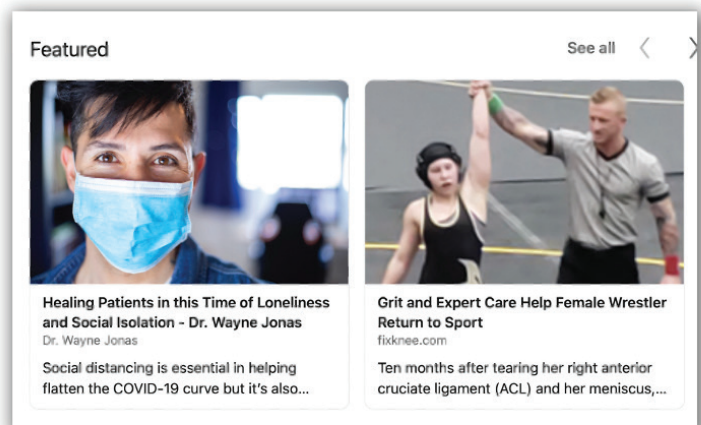 Featured
See all
Healing Patients in this Time of Loneliness
and Social Isolation - Dr. Wayne Jonas
Dr. Wayne Jonas
Social distancing is essential in helping
flatten the COVID-19 curve but it's also...
Grit and Expert Care Help Female Wrestler
Return to Sport
fixknee.com
Ten months after tearing her right anterior
cruciate ligament (ACL) and her meniscus,...